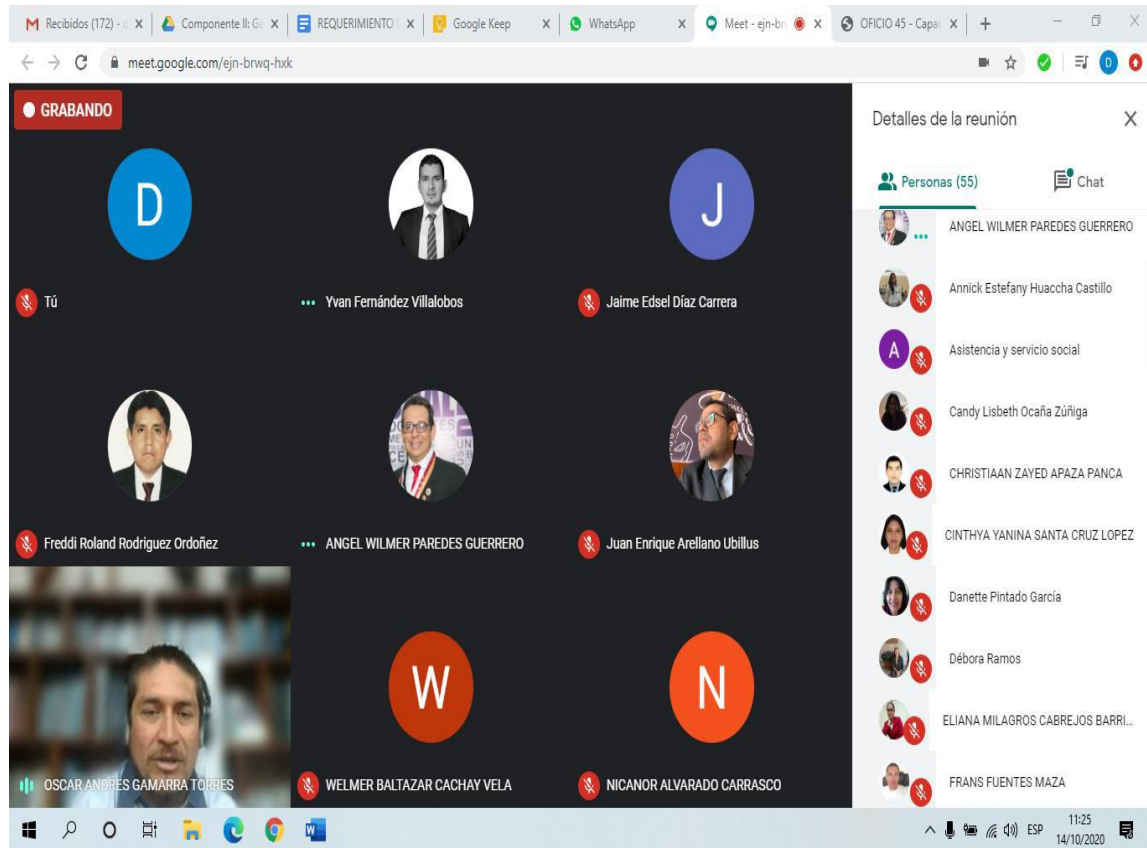 Recibidos (172) - d
Componente II: Ge
REQUERIMIENTO
Google Keep
WhatsApp
Meet - ejn-br
OFICIO 45 - Capac
meet.google.com/ejn-brwq-hxk
D
GRABANDO
D
J
Tú
Yvan Fernández Villalobos
Jaime Edsel Díaz Carrera
Freddi Roland Rodriguez Ordoñez
ANGEL WILMER PAREDES GUERRERO
Juan Enrique Arellano Ubillus
W
N
OSCAR ANDRES GAMARRA TORRES
WELMER BALTAZAR CACHAY VELA
NICANOR ALVARADO CARRASCO
Detalles de la reunión
Personas (55)
Chat
ANGEL WILMER PAREDES GUERRERO
Annick Estefany Huaccha Castillo
A
Asistencia y servicio social
Candy Lisbeth Ocaña Zúñiga
CHRISTIAAN ZAYED APAZA PANCA
CINTHYA YANINA SANTA CRUZ LOPEZ
Danette Pintado García
Débora Ramos
ELIANA MILAGROS CABREJOS BARRI...
FRANS FUENTES MAZA
ESP
11:25
14/10/2020